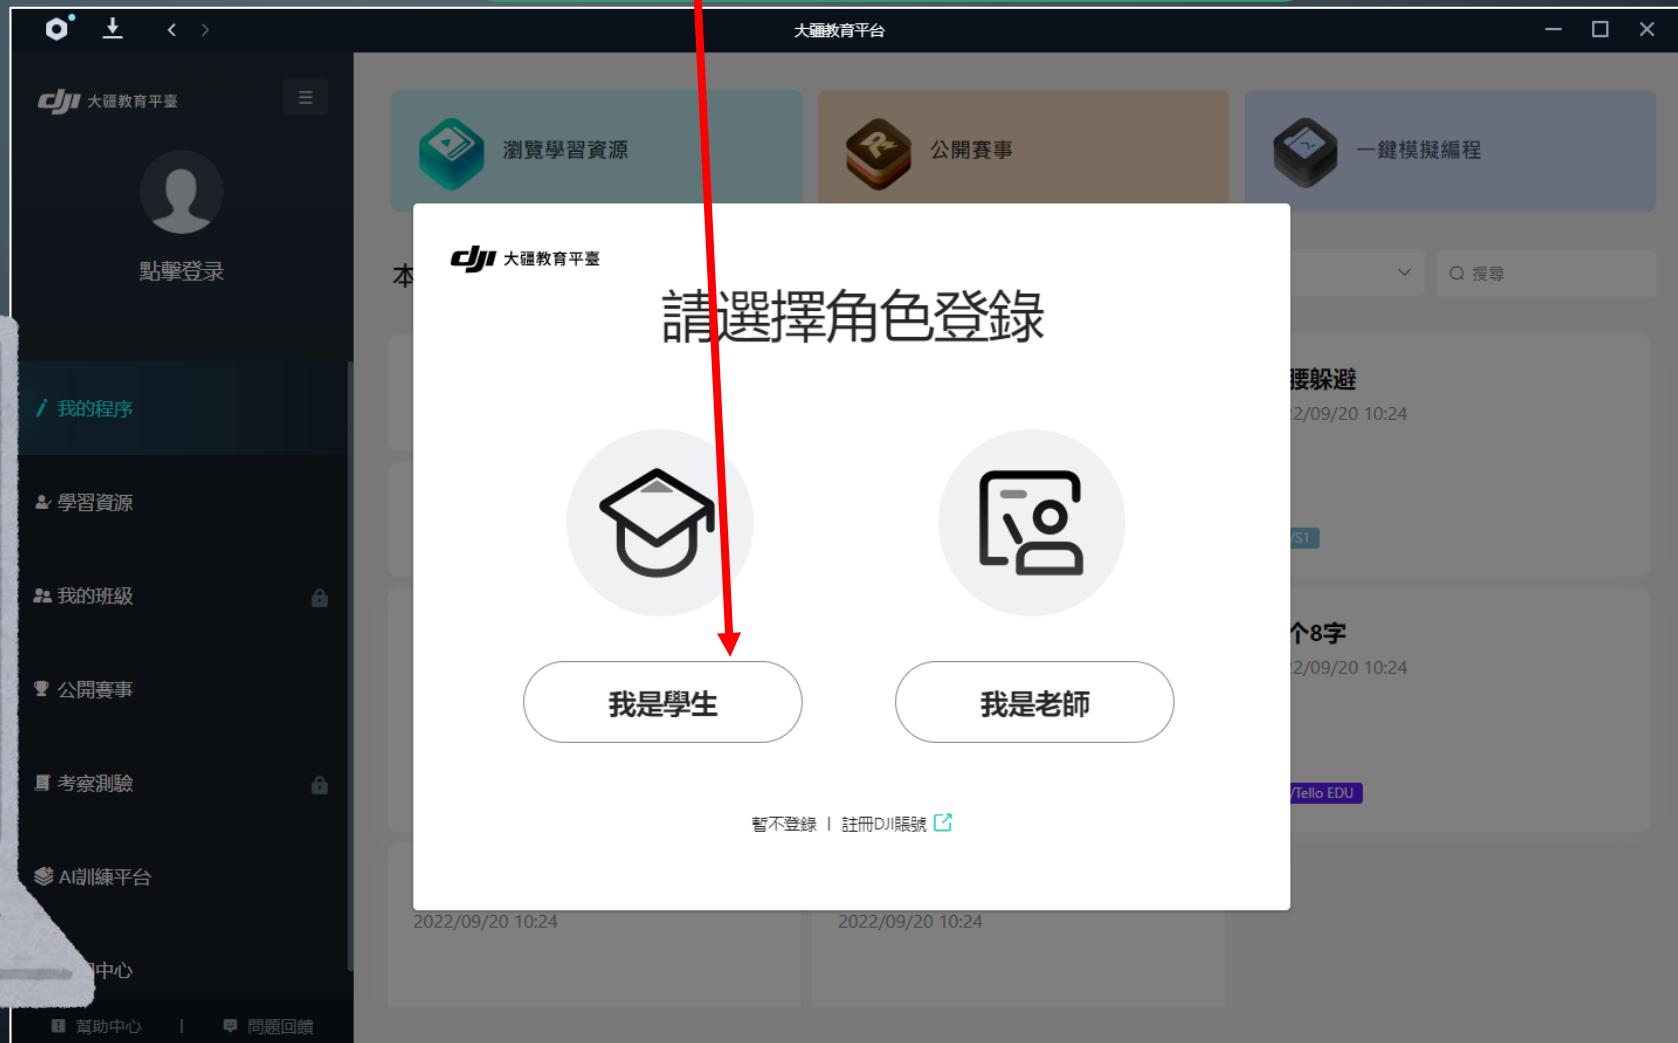 大疆教育平台
dji 大疆教育平臺
點擊登录
我的程序
學習資源
我的班級
公開賽事
考察測驗
AI訓練平台
中心
幫助中心 | 問題回饋
瀏覽學習資源
公開賽事
一鍵模擬編程
本
搜尋
dji 大疆教育平臺
請選擇角色登錄
我是學生
我是老師
暫不登錄 | 註冊DJI賬號
腰躲避
2/09/20 10:24
/S1
个8字
2/09/20 10:24
/Tello EDU
2022/09/20 10:24
2022/09/20 10:24